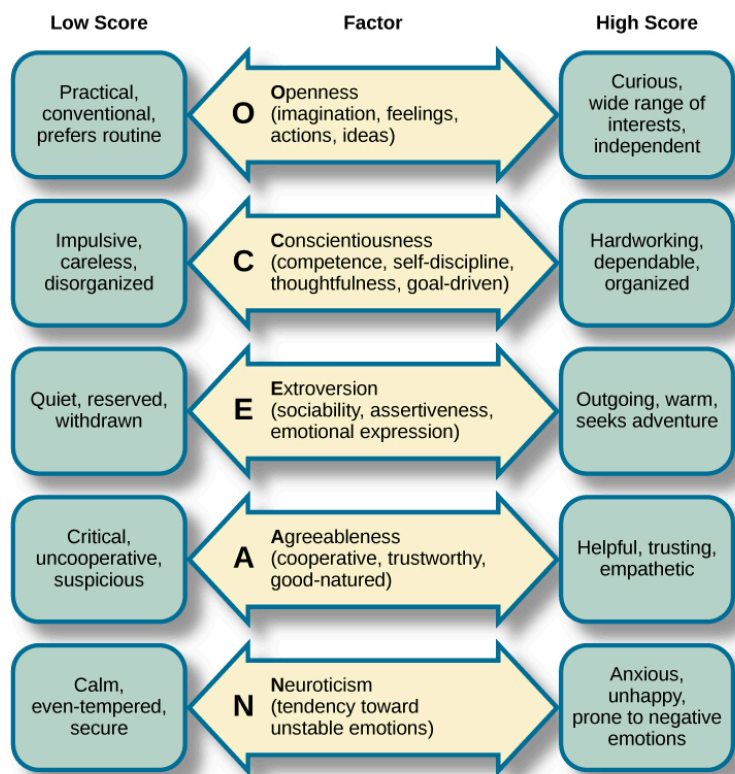 Low Score Factor High Score
Practical,
conventional,
prefers routine
O
Openness
(imagination, feelings,
actions, ideas)
Curious,
wide range of
interests,
independent
Impulsive,
careless,
disorganized
C
Conscientiousness
(competence, self-discipline,
thoughtfulness, goal-driven)
Hardworking,
dependable,
organized
Quiet, reserved,
withdrawn
E
Extroversion
(sociability, assertiveness,
emotional expression)
Outgoing, warm,
seeks adventure
Critical,
uncooperative,
suspicious
A
Agreeableness
(cooperative, trustworthy,
good-natured)
Helpful, trusting,
empathetic
Calm,
even-tempered,
secure
N
Neuroticism
(tendency toward
unstable emotions)
Anxious,
unhappy,
prone to negative
emotions